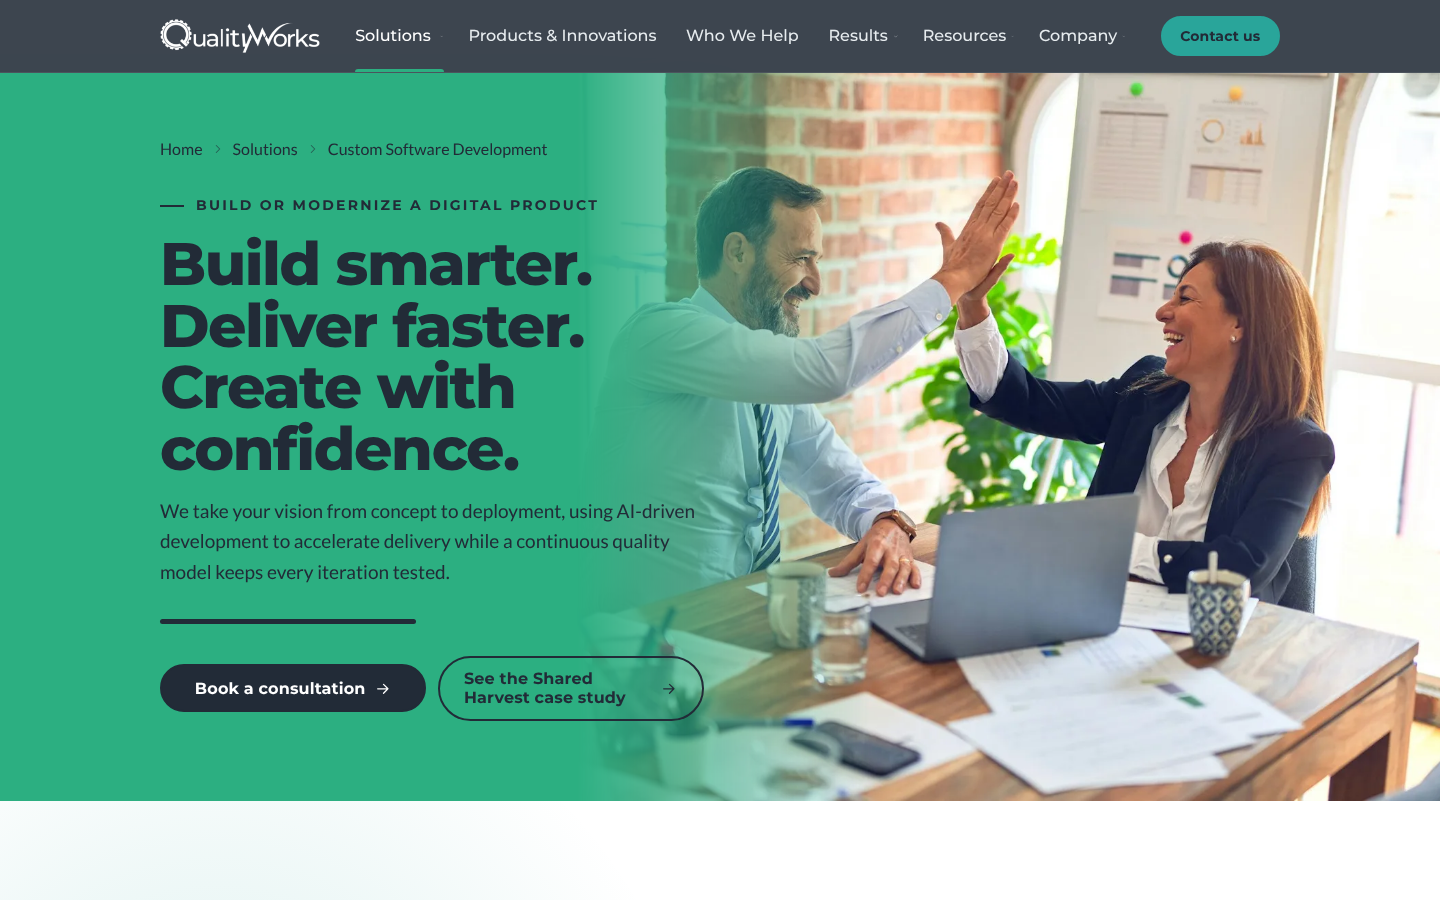 QualityWorks
Solutions
Products & Innovations
Who We Help
Results
Resources
Company
Contact us
Home
Solutions
Custom Software Development
BUILD OR MODERNIZE A DIGITAL PRODUCT
Build smarter.
Deliver faster.
Create with
confidence.
We take your vision from concept to deployment, using AI-driven
development to accelerate delivery while a continuous quality
model keeps every iteration tested.
Book a consultation
See the Shared
Harvest case study